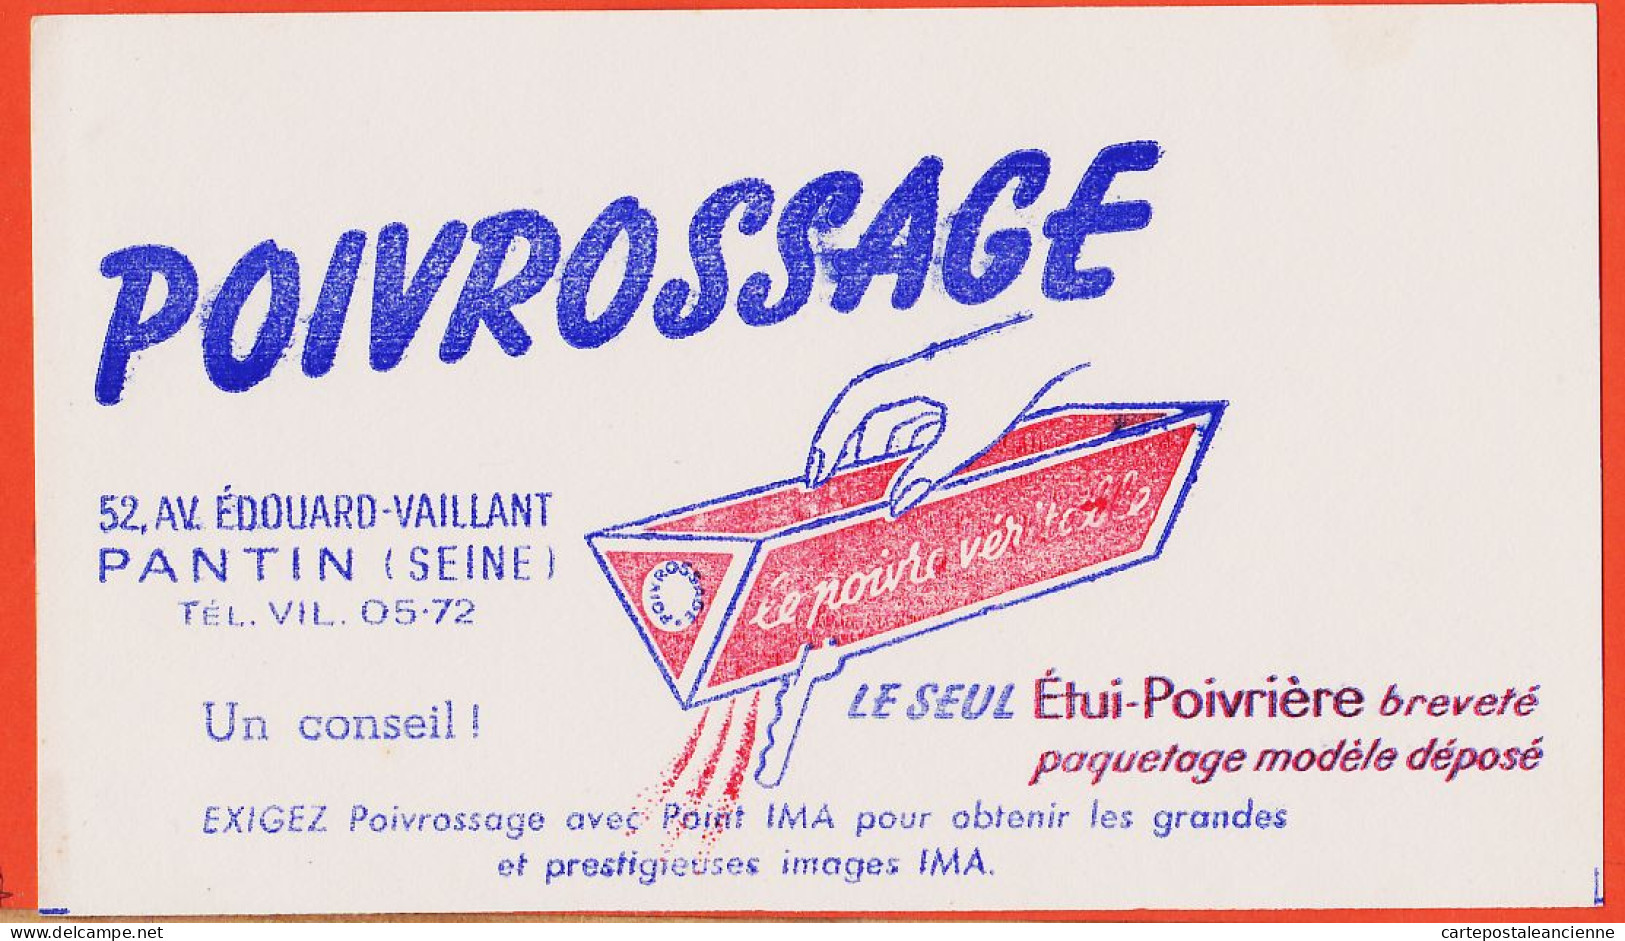 POIVROSSAGE
52, AV. ÉDOUARD-VAILLANT
PANTIN (SEINE)
TÉL. VIL. 05-72
POIVROSSAGE
Le poivre véritable
LE SEUL Étui-Poivrière breveté
paquetage modèle déposé
Un conseil !
EXIGEZ Poivrossage avec Point IMA pour obtenir les grandes
et prestigieuses images IMA.
delcampe.net
cartepostaleancienne